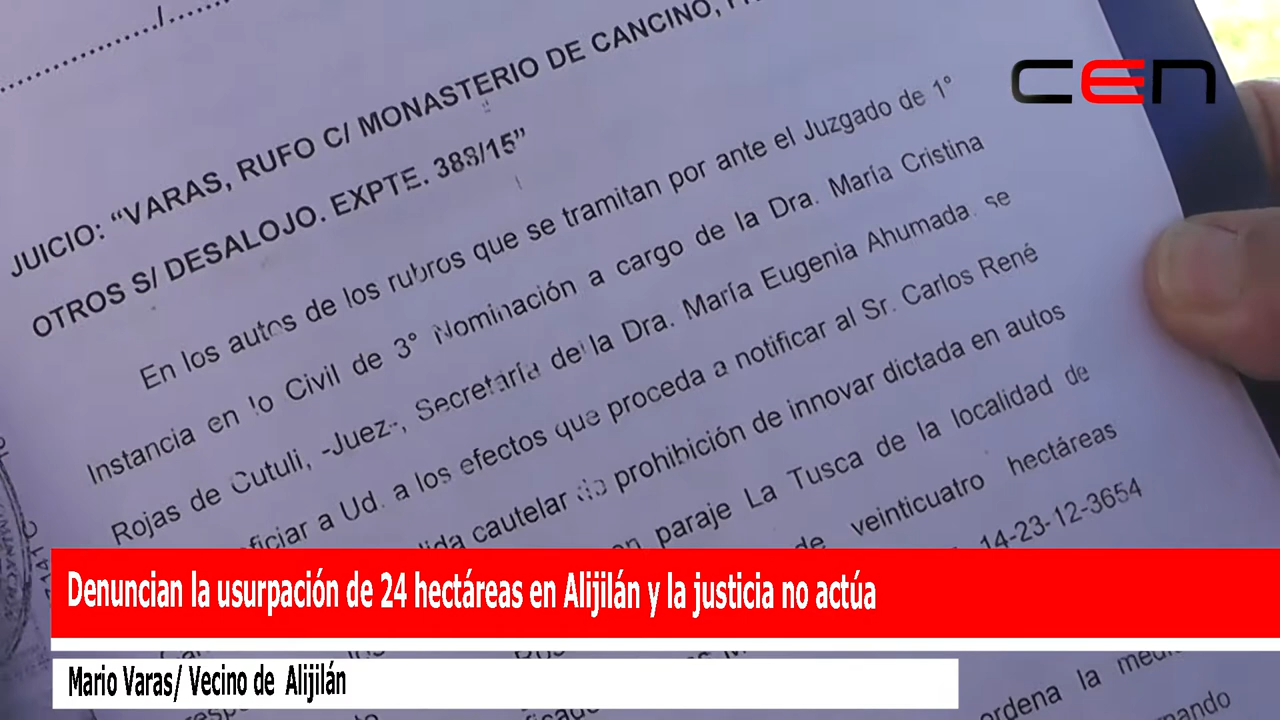 CEN
JUICIO: “VARAS, RUFO C/ MONASTERIO DE CANCINO,
OTROS S/ DESALOJO. EXPTE. 388/15”
En los autos de los rubros que se tramitan por ante el Juzgado de 1°
Instancia en lo Civil de 3° Nominación a cargo de la Dra. María Cristina
Rojas de Cutuli, -Juez-, Secretaría de la Dra. María Eugenia Ahumada. se
a Ud. a los efectos que proceda a notificar al Sr. Carlos René
cautelar de prohibición de innovar dictada en autos
en paraje La Tusca de la localidad de
de veinticuatro hectáreas
14-23-12-3654
Denuncian la usurpación de 24 hectáreas en Alijilán y la justicia no actúa
Mario Varas/ Vecino de Alijilán
ordena la